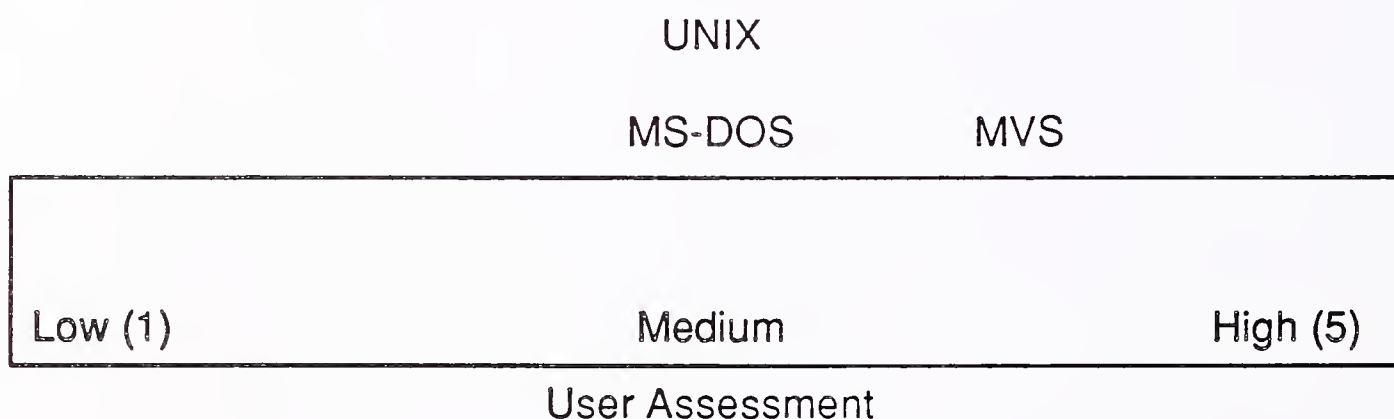 UNIX
MS-DOS MVS
Low (1) Medium High (5)
User Assessment